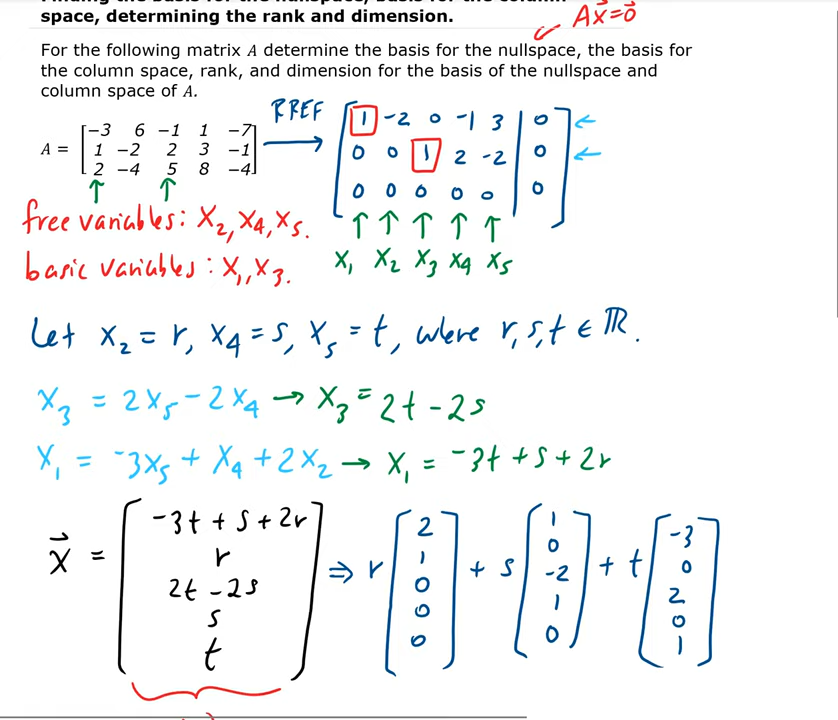 space, determining the rank and dimension.
Ax⃗=0⃗
For the following matrix A determine the basis for the nullspace, the basis for
the column space, rank, and dimension for the basis of the nullspace and
column space of A.
RREF
A = [-3 6 -1 1 -7
1 -2 2 3 -1
2 -4 5 8 -4]
[1 -2 0 -1 3 | 0
0 0 1 2 -2 | 0
0 0 0 0 0 | 0]
x₁ x₂ x₃ x₄ x₅
free variables: x₂, x₄, x₅.
basic variables: x₁, x₃.
Let x₂ = r, x₄ = s, x₅ = t, where r, s, t ∈ ℝ.
x₃ = 2x₅ - 2x₄ → x₃ = 2t - 2s
x₁ = -3x₅ + x₄ + 2x₂ → x₁ = -3t + s + 2r
x⃗ = [-3t + s + 2r
r
2t - 2s
s
t]
⇒ r [2
1
0
0
0]
+ s [1
0
-2
1
0]
+ t [-3
0
2
0
1]